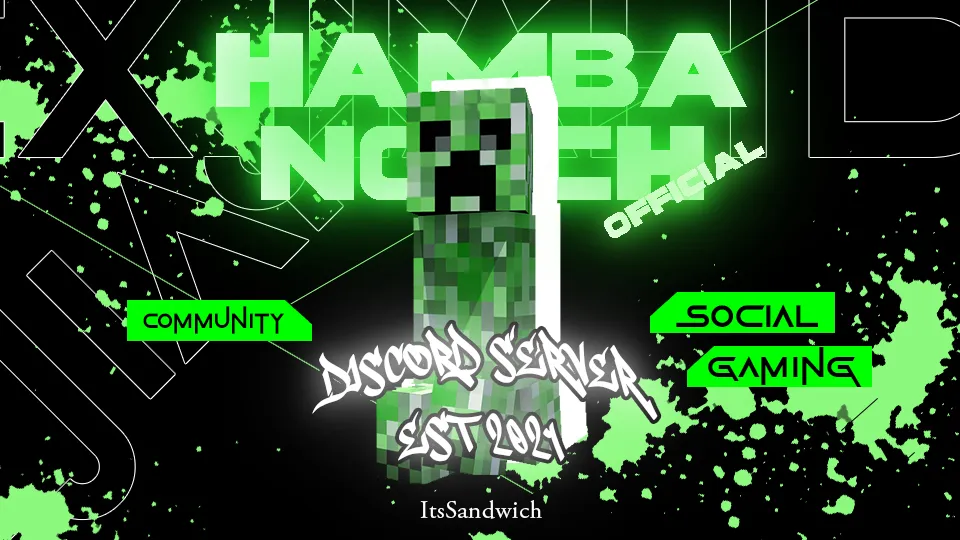 HAMBA
OFFICIAL
COMMUNITY
SOCIAL
GAMING
DISCORD SERVER
EST 2021
ItsSandwich